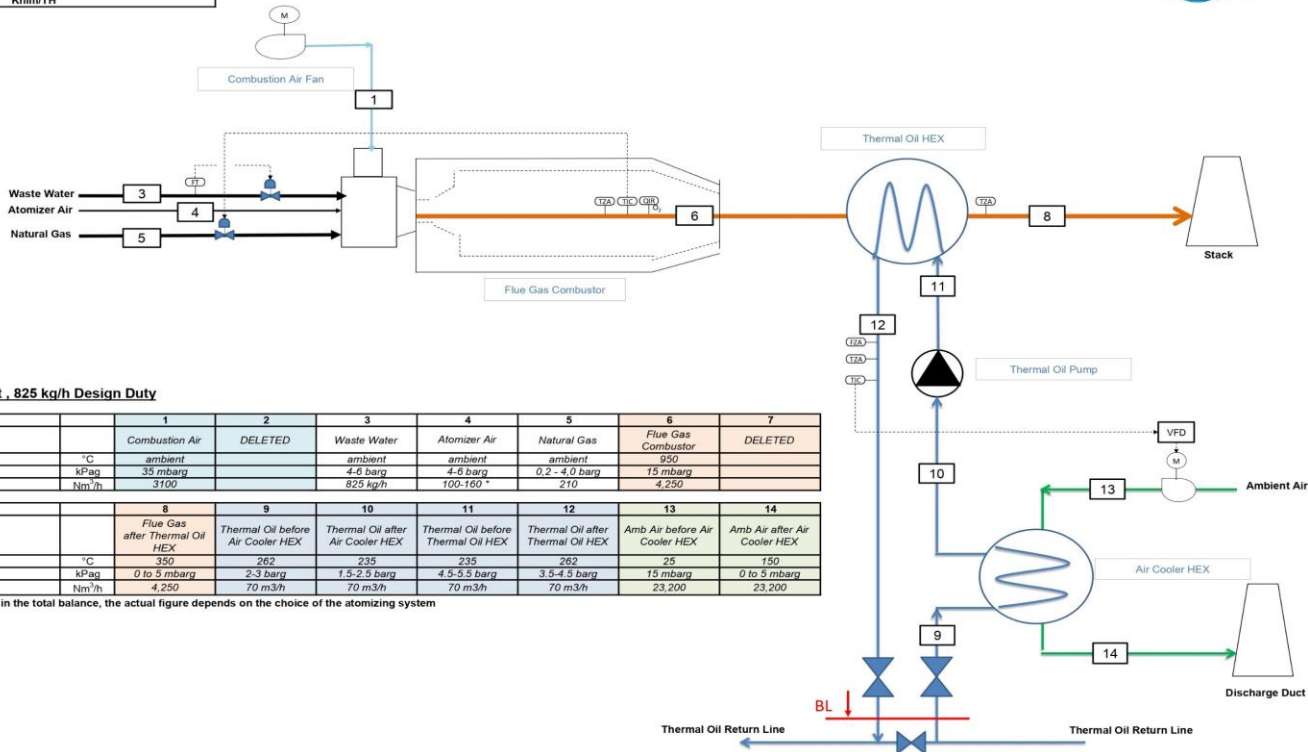 Knim/TH
M
Combustion Air Fan
1
Thermal Oil HEX
Waste Water
3
FT
Atomizer Air
4
Natural Gas
5
TZA
TIC
QIR
O₂
6
TZA
8
Stack
Flue Gas Combustor
11
12
FZA
TZA
TIC
Thermal Oil Pump
VFD
M
10
13
Ambient Air
Air Cooler HEX
9
14
Discharge Duct
BL
Thermal Oil Return Line
Thermal Oil Return Line
, 825 kg/h Design Duty
1 2 3 4 5 6 7
Combustion Air DELETED Waste Water Atomizer Air Natural Gas Flue Gas Combustor DELETED
°C ambient ambient ambient ambient 950
kPag 35 mbarg 4-6 barg 4-6 barg 0,2 - 4,0 barg 15 mbarg
Nm³/h 3100 825 kg/h 100-160 * 210 4,250
8 9 10 11 12 13 14
Flue Gas after Thermal Oil HEX Thermal Oil before Air Cooler HEX Thermal Oil after Air Cooler HEX Thermal Oil before Thermal Oil HEX Thermal Oil after Thermal Oil HEX Amb Air before Air Cooler HEX Amb Air after Air Cooler HEX
°C 350 262 235 235 262 25 150
kPag 0 to 5 mbarg 2-3 barg 1.5-2.5 barg 4.5-5.5 barg 3.5-4.5 barg 15 mbarg 0 to 5 mbarg
Nm³/h 4,250 70 m3/h 70 m3/h 70 m3/h 70 m3/h 23,200 23,200
in the total balance, the actual figure depends on the choice of the atomizing system